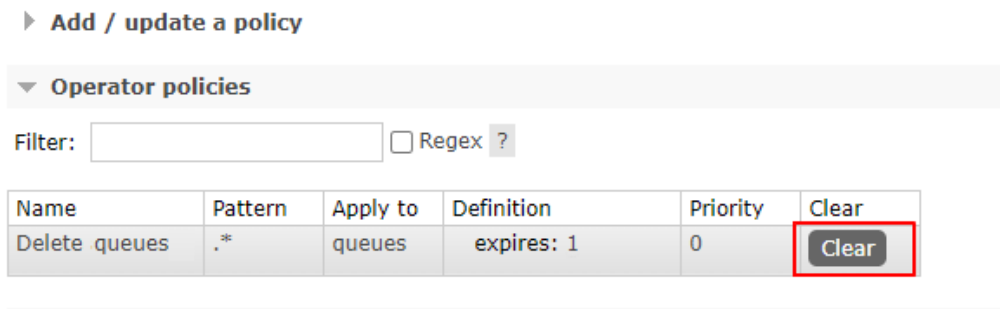 Add / update a policy
Operator policies
Filter: Regex ?
Name Pattern Apply to Definition Priority Clear
Delete queues .* queues expires: 1 0 Clear